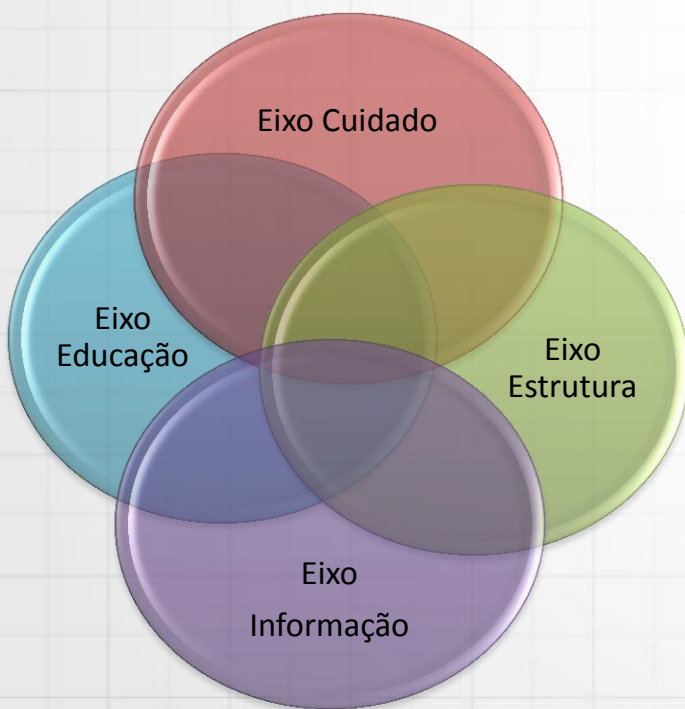 Eixo Cuidado
Eixo
Educação
Eixo
Estrutura
Eixo
Informação